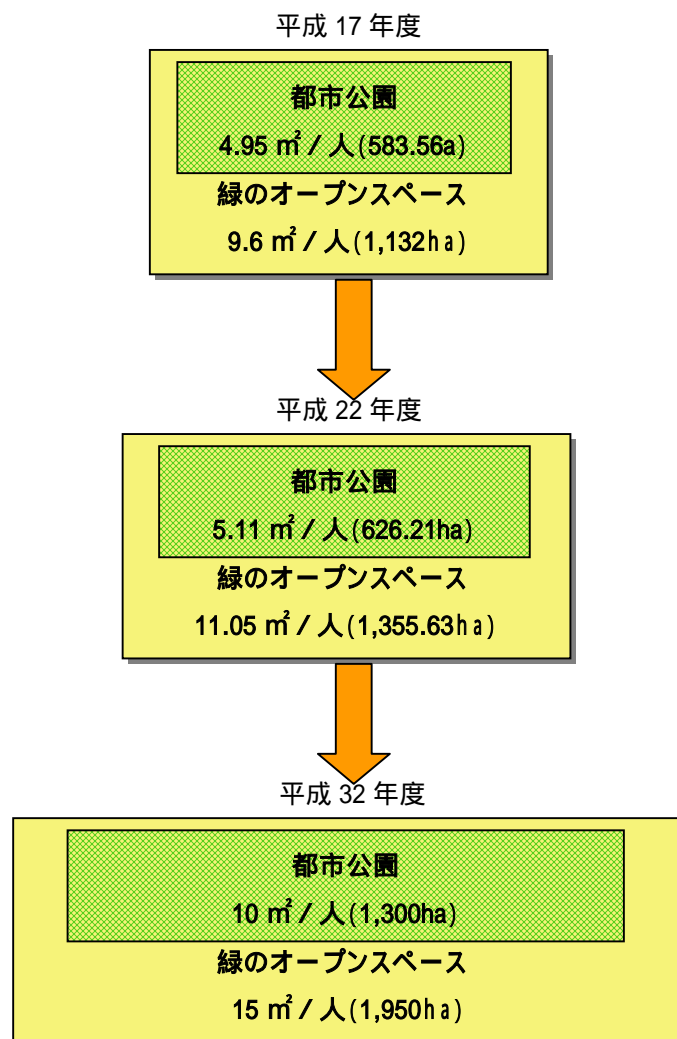 平成 17 年度
都市公園
4.95 ㎡ / 人(583.56a)
緑のオープンスペース
9.6 ㎡ / 人(1,132ha)
平成 22 年度
都市公園
5.11 ㎡ / 人(626.21ha)
緑のオープンスペース
11.05 ㎡ / 人(1,355.63ha)
平成 32 年度
都市公園
10 ㎡ / 人(1,300ha)
緑のオープンスペース
15 ㎡ / 人(1,950ha)